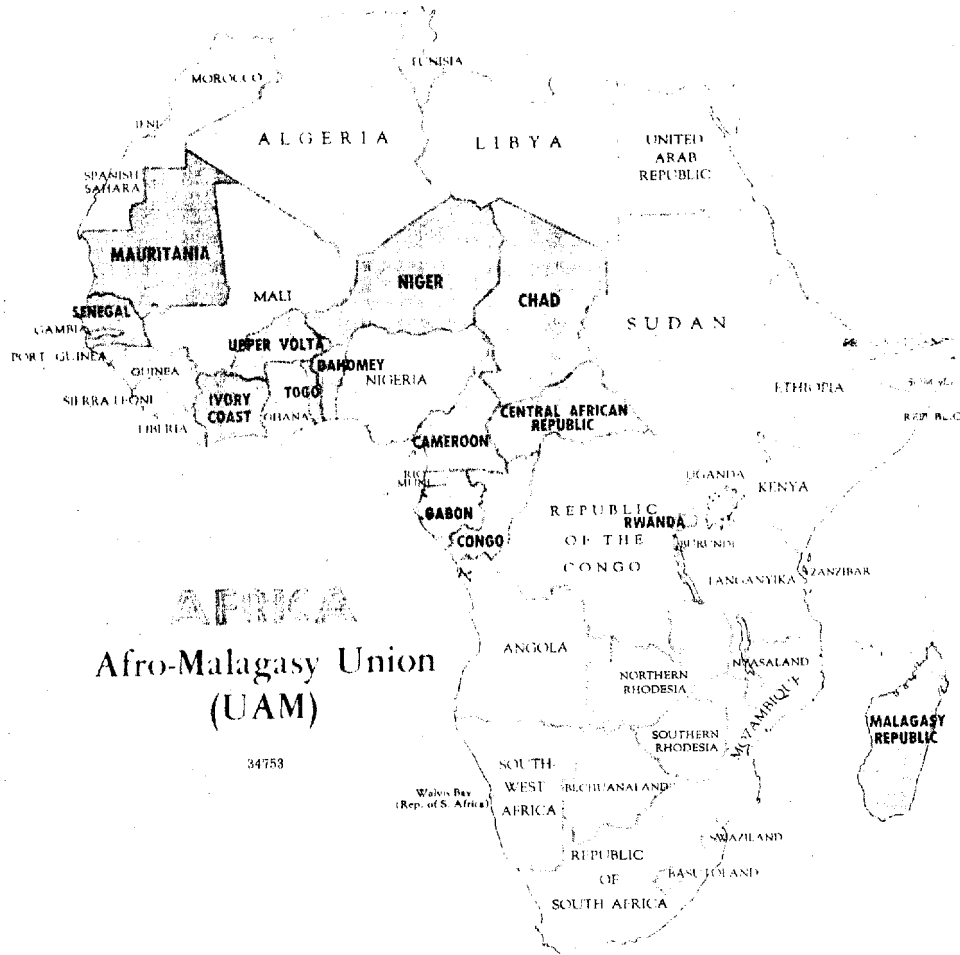 TUNISIA
MOROCCO
IFNI
ALGERIA
LIBYA
UNITED
ARAB
REPUBLIC
SPANISH
SAHARA
MAURITANIA
NIGER
CHAD
MALI
SENEGAL
GAMBIA
SUDAN
UPPER VOLTA
PORT GUINEA
GUINEA
DAHOMEY
NIGERIA
TOGO
ETHIOPIA
SIERRA LEONE
IVORY
COAST
GHANA
CENTRAL AFRICAN
REPUBLIC
LIBERIA
CAMEROON
RIO
MUNI
UGANDA
KENYA
GABON
REPUBLIC
OF THE
CONGO
RWANDA
CONGO
BURUNDI
TANGANYIKA
ZANZIBAR
AFRICA
Afro-Malagasy Union
(UAM)
34753
ANGOLA
NORTHERN
RHODESIA
NYASALAND
MOZAMBIQUE
MALAGASY
REPUBLIC
SOUTHERN
RHODESIA
SOUTH-
WEST
AFRICA
Walvis Bay
(Rep. of S. Africa)
BECHUANALAND
SWAZILAND
REPUBLIC
OF
SOUTH AFRICA
BASUTOLAND